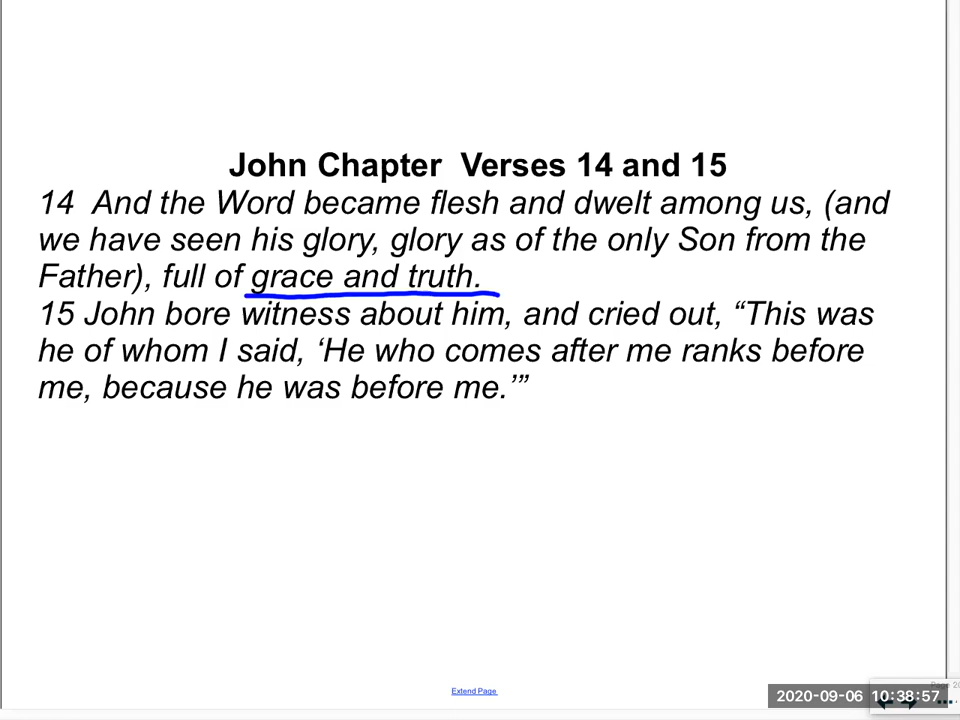 John Chapter  Verses 14 and 15
14  And the Word became flesh and dwelt among us, (and
we have seen his glory, glory as of the only Son from the
Father), full of grace and truth.
15 John bore witness about him, and cried out, “This was
he of whom I said, ‘He who comes after me ranks before
me, because he was before me.’”
Extend Page
2020-09-06 10:38:57